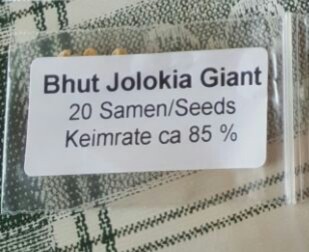 Bhut Jolokia Giant
20 Samen/Seeds
Keimrate ca 85 %